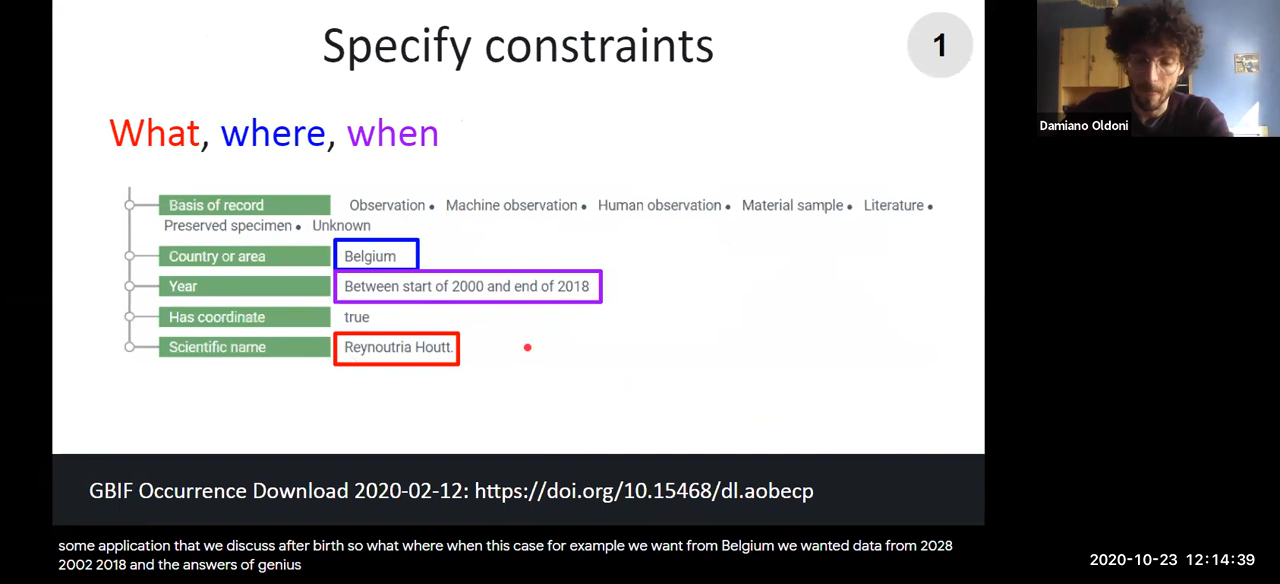 Specify constraints
1
What, where, when
Basis of record Observation • Machine observation • Human observation • Material sample • Literature •
Preserved specimen • Unknown
Country or area Belgium
Year Between start of 2000 and end of 2018
Has coordinate true
Scientific name Reynoutria Houtt.
GBIF Occurrence Download 2020-02-12: https://doi.org/10.15468/dl.aobecp
Damiano Oldoni
some application that we discuss after birth so what where when this case for example we want from Belgium we wanted data from 2028
2002 2018 and the answers of genius
2020-10-23 12:14:39